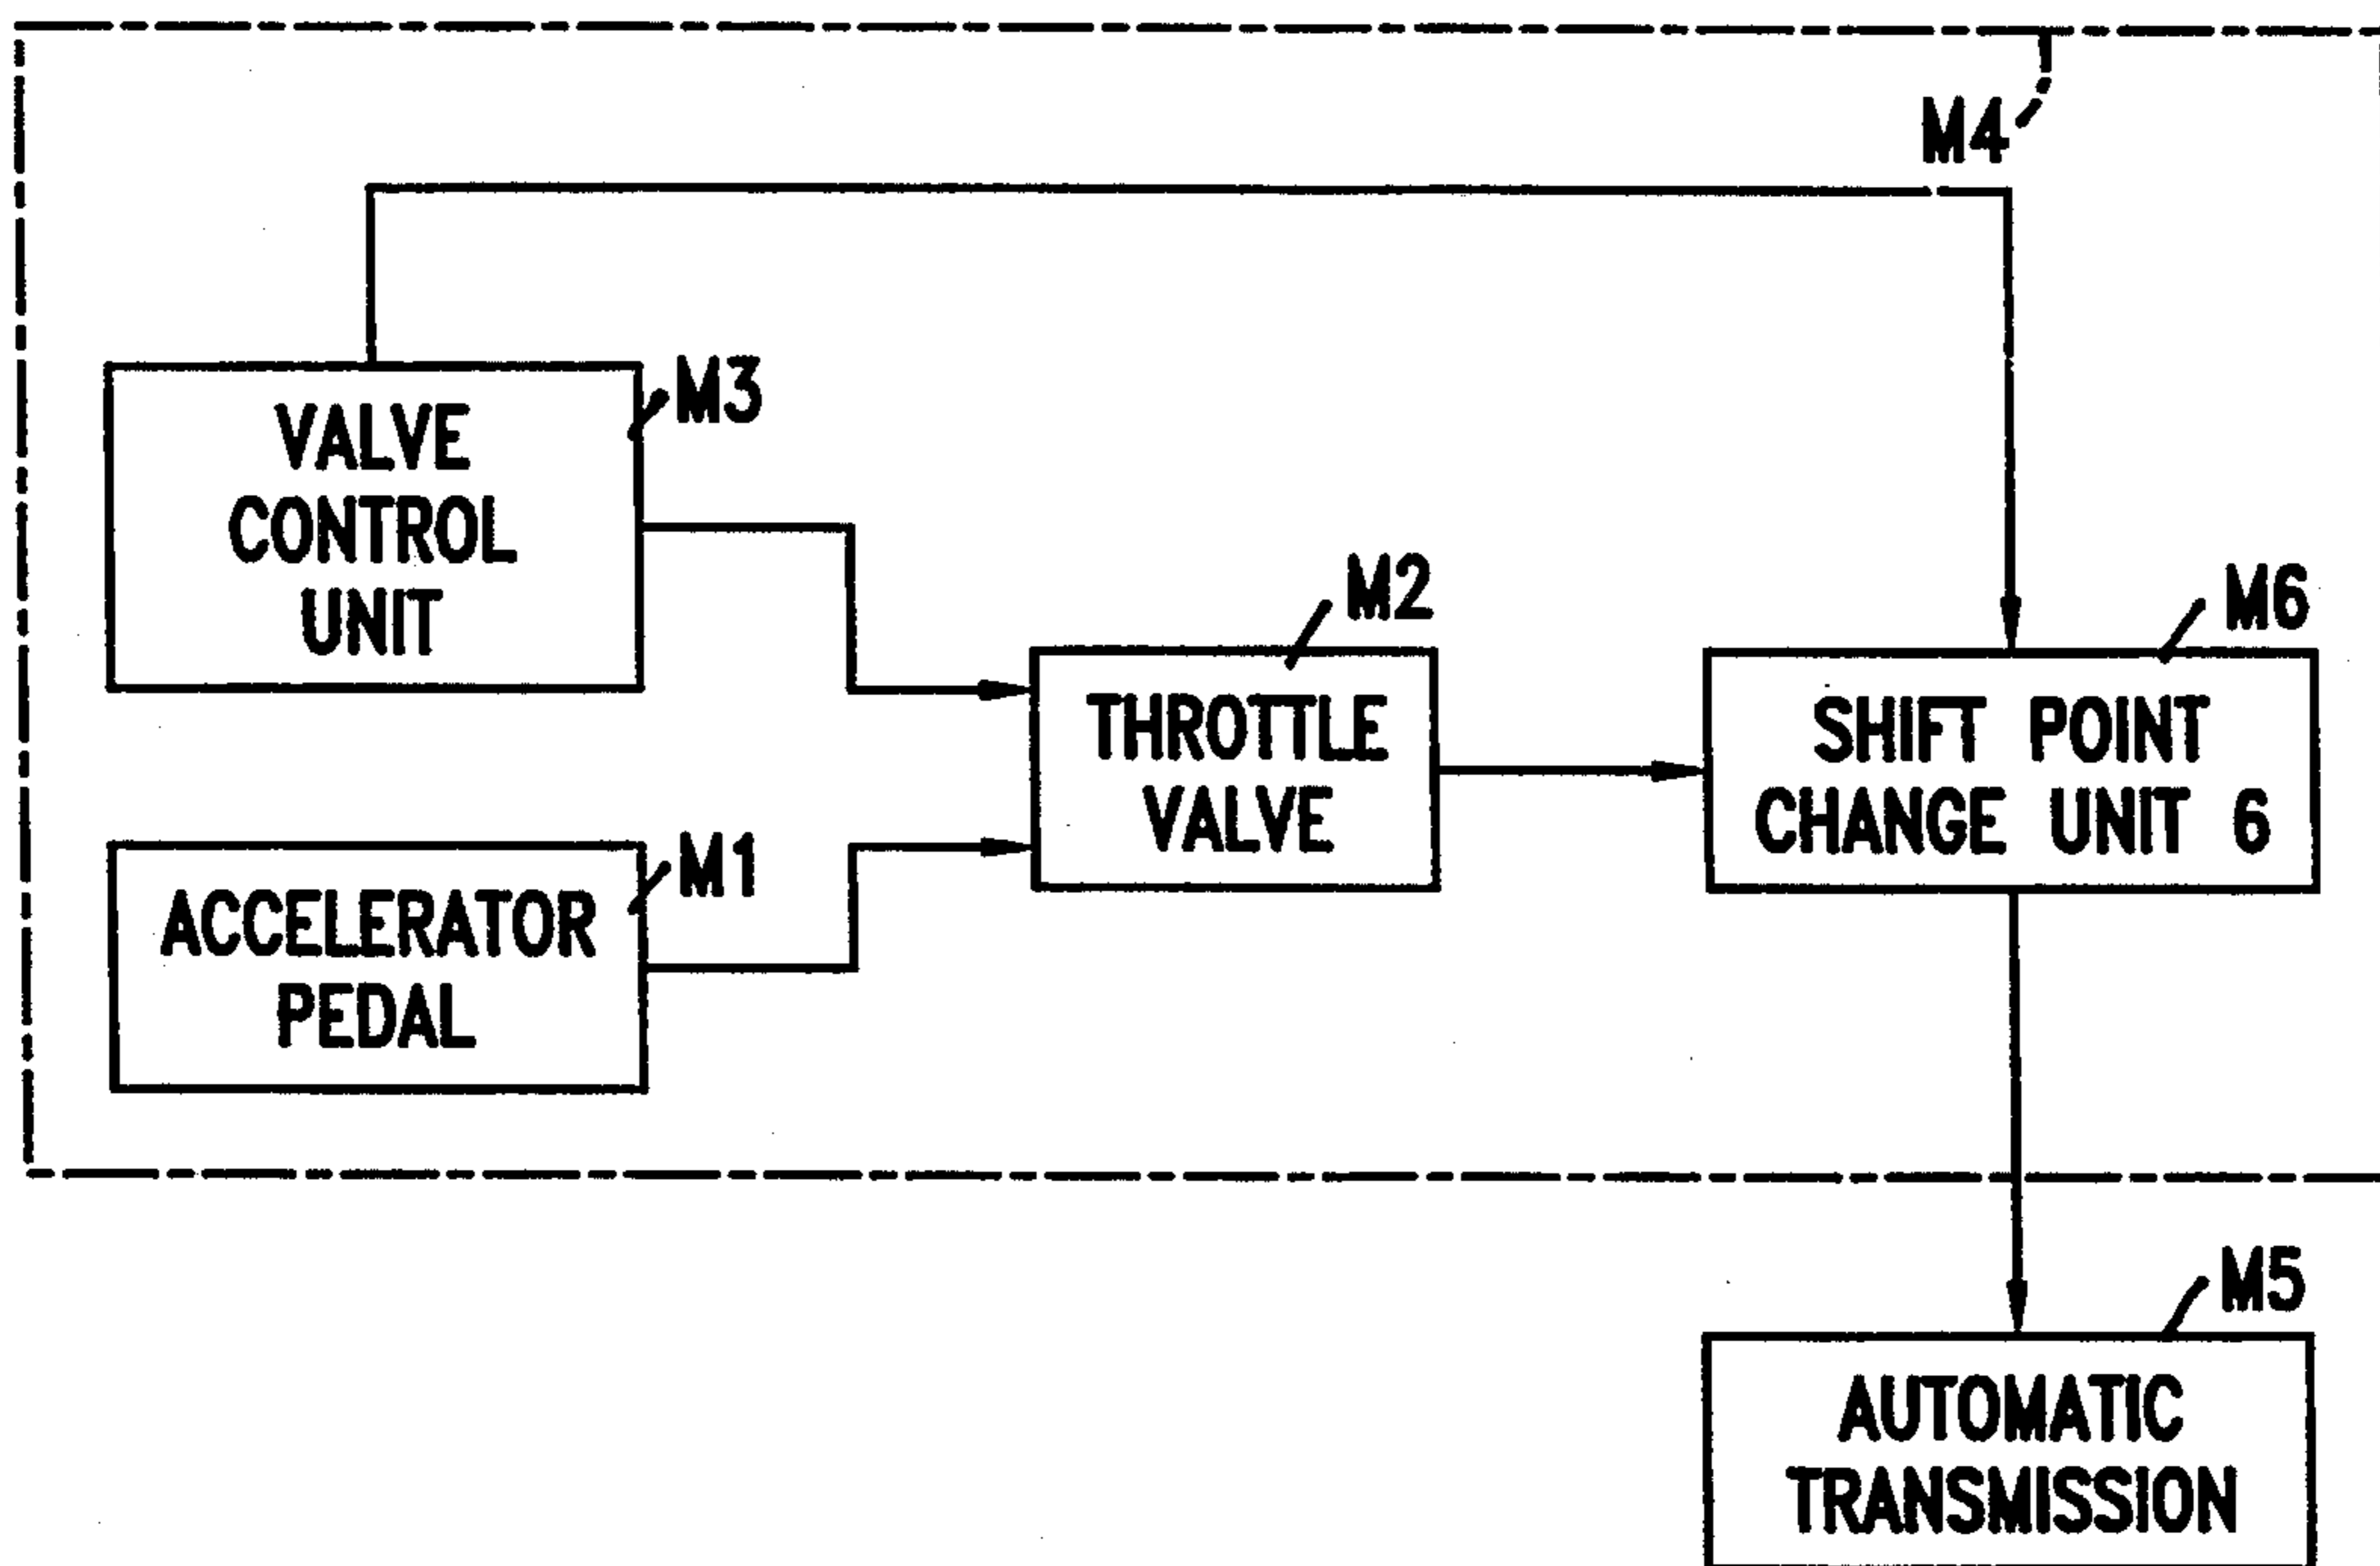 M4
M3
VALVE
CONTROL
UNIT
M2
M6
THROTTLE
VALVE
SHIFT POINT
CHANGE UNIT 6
M1
ACCELERATOR
PEDAL
M5
AUTOMATIC
TRANSMISSION